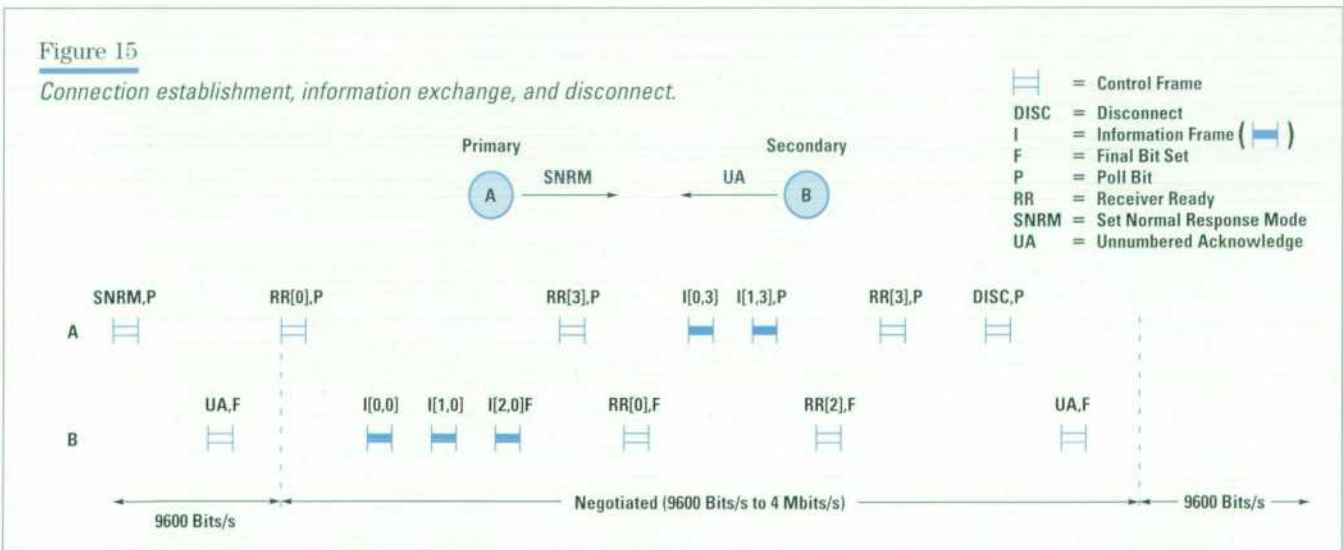 Figure 15
Connection establishment, information exchange, and disconnect.
= Control Frame
DISC = Disconnect
I = Information Frame ( )
F = Final Bit Set
P = Poll Bit
RR = Receiver Ready
SNRM = Set Normal Response Mode
UA = Unnumbered Acknowledge
Primary Secondary
A SNRM UA B
SNRM,P RR[0],P RR[3],P I[0,3] I[1,3],P RR[3],P DISC,P
A
UA,F I[0,0] I[1,0] I[2,0]F RR[0],F RR[2],F UA,F
B
9600 Bits/s Negotiated (9600 Bits/s to 4 Mbits/s) 9600 Bits/s